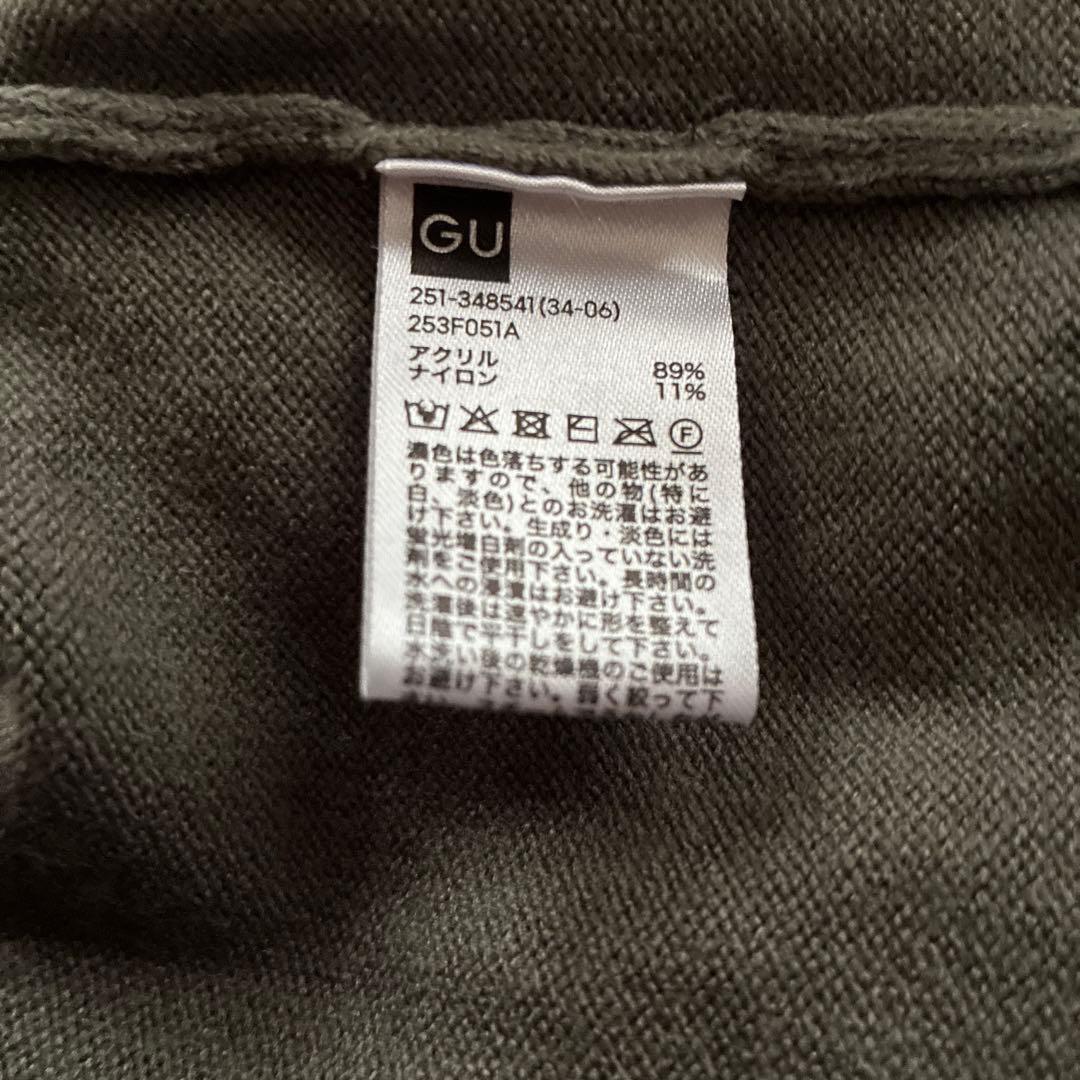 GU
251-348541(34-06)
253F051A
アクリル 89%
ナイロン 11%
F
濃色は色落ちする可能性があ
りますので、他の物(特に
白、淡色)とのお洗濯はお避
け下さい。生成り・淡色には
蛍光増白剤の入っていない洗
剤をご使用下さい。長時間の
水への浸漬はお避け下さい。
洗濯後は速やかに形を整えて
日陰で平干しをして下さい。
水洗い後の乾燥機のご使用は
お避け下さい。弱く絞って下